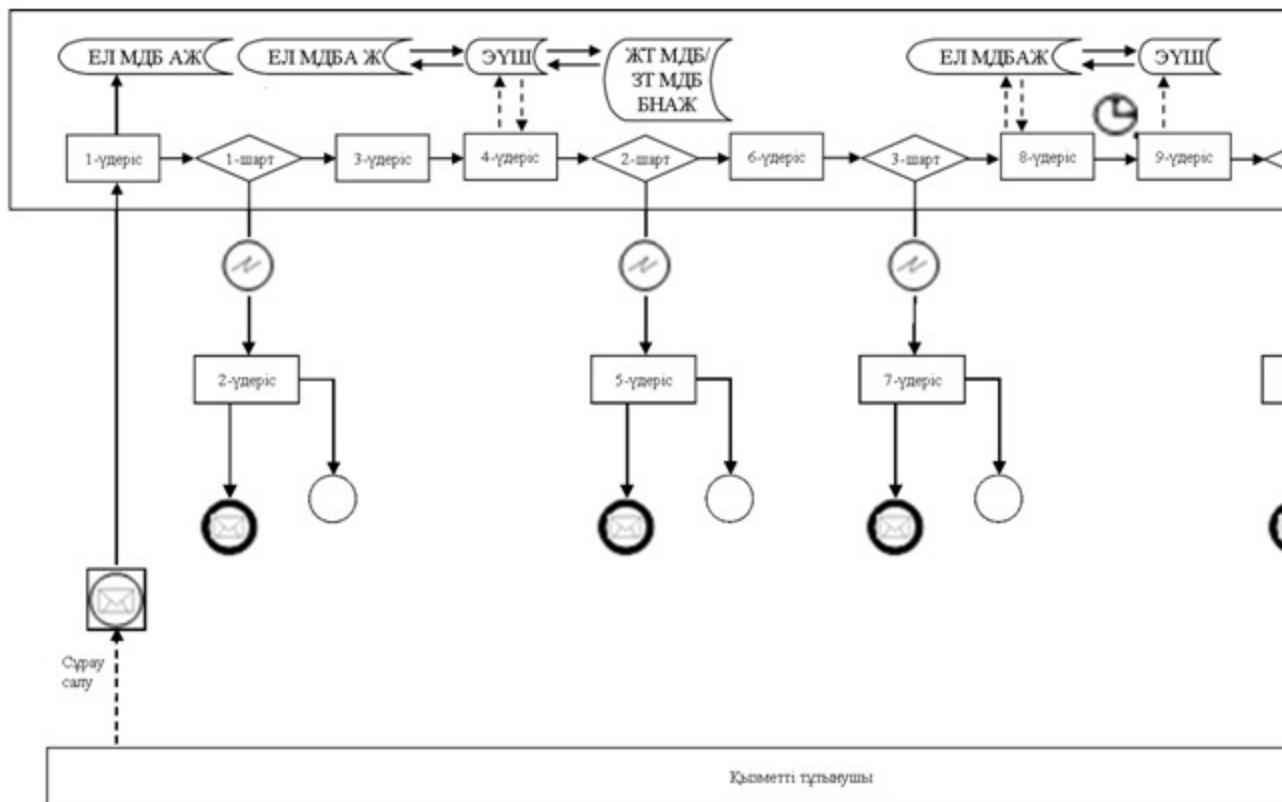 ЕЛ МДБ АЖ
ЕЛ МДБА Ж
ЭҮШ
ЖТ МДБ/
ЗТ МДБ
БНАЖ
ЕЛ МДБАЖ
ЭҮШ
1-үдеріс
1-шарт
3-үдеріс
4-үдеріс
2-шарт
6-үдеріс
3-шарт
8-үдеріс
9-үдеріс
2-үдеріс
5-үдеріс
7-үдеріс
Сұрау
салу
Қызметті тұтынушы